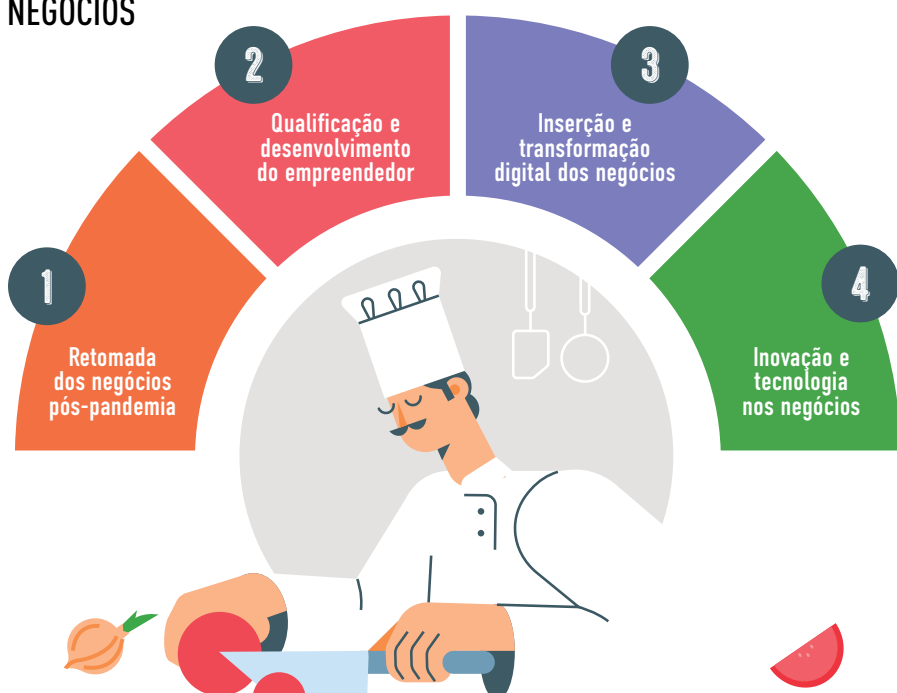 NEGÓCIOS
1
Retomada
dos negócios
pós-pandemia
2
Qualificação e
desenvolvimento
do empreendedor
3
Inserção e
transformação
digital dos negócios
4
Inovação e
tecnologia
nos negócios